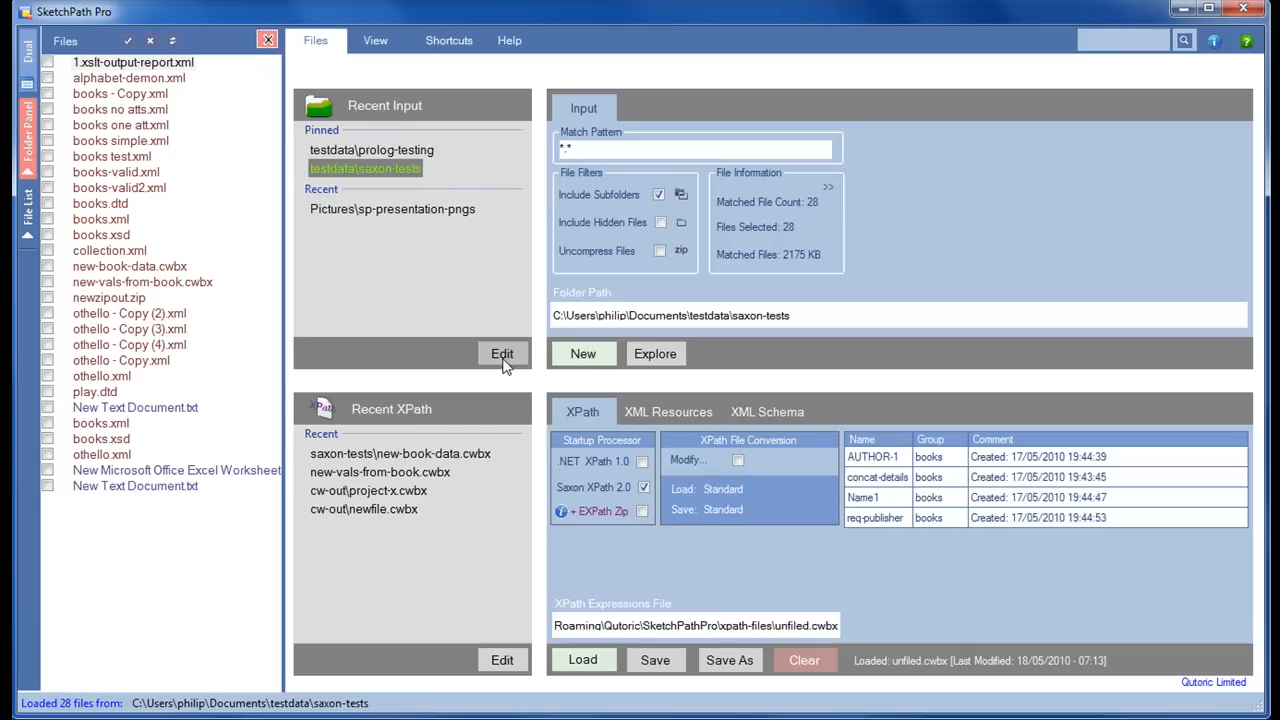 SketchPath Pro
Dual
Folder Panel
File List
Files
1.xslt-output-report.xml
alphabet-demon.xml
books - Copy.xml
books no atts.xml
books one att.xml
books simple.xml
books test.xml
books-valid.xml
books-valid2.xml
books.dtd
books.xml
books.xsd
collection.xml
new-book-data.cwbx
new-vals-from-book.cwbx
newzipout.zip
othello - Copy (2).xml
othello - Copy (3).xml
othello - Copy (4).xml
othello - Copy.xml
othello.xml
play.dtd
New Text Document.txt
books.xml
books.xsd
othello.xml
New Microsoft Office Excel Worksheet
New Text Document.txt
Files View Shortcuts Help
Recent Input
Pinned
testdata\prolog-testing
testdata\saxon-tests
Recent
Pictures\sp-presentation-pngs
Edit
Input
Match Pattern
*.*
File Filters
Include Subfolders
Include Hidden Files
Uncompress Files zip
File Information
>>
Matched File Count: 28
Files Selected: 28
Matched Files: 2175 KB
Folder Path
C:\Users\philip\Documents\testdata\saxon-tests
New Explore
XPath
Recent XPath
Recent
saxon-tests\new-book-data.cwbx
new-vals-from-book.cwbx
cw-out\project-x.cwbx
cw-out\newfile.cwbx
Edit
XPath XML Resources XML Schema
Startup Processor
.NET XPath 1.0
Saxon XPath 2.0
+ EXPath Zip
XPath File Conversion
Modify...
Load: Standard
Save: Standard
Name Group Comment
AUTHOR-1 books Created: 17/05/2010 19:44:39
concat-details books Created: 17/05/2010 19:43:45
Name1 books Created: 17/05/2010 19:44:47
req-publisher books Created: 17/05/2010 19:44:53
XPath Expressions File
Roaming\Qutoric\SketchPathPro\xpath-files\unfiled.cwbx
Load Save Save As Clear Loaded: unfiled.cwbx [Last Modified: 18/05/2010 - 07:13]
Qutoric Limited
Loaded 28 files from: C:\Users\philip\Documents\testdata\saxon-tests